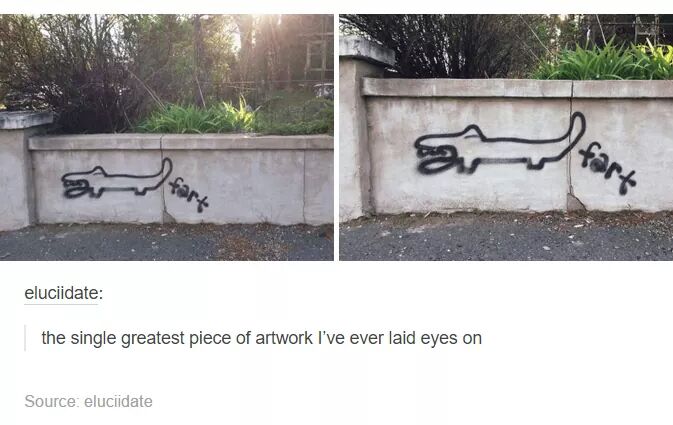 fart
fart
eluciidate:
the single greatest piece of artwork I've ever laid eyes on
Source: eluciidate